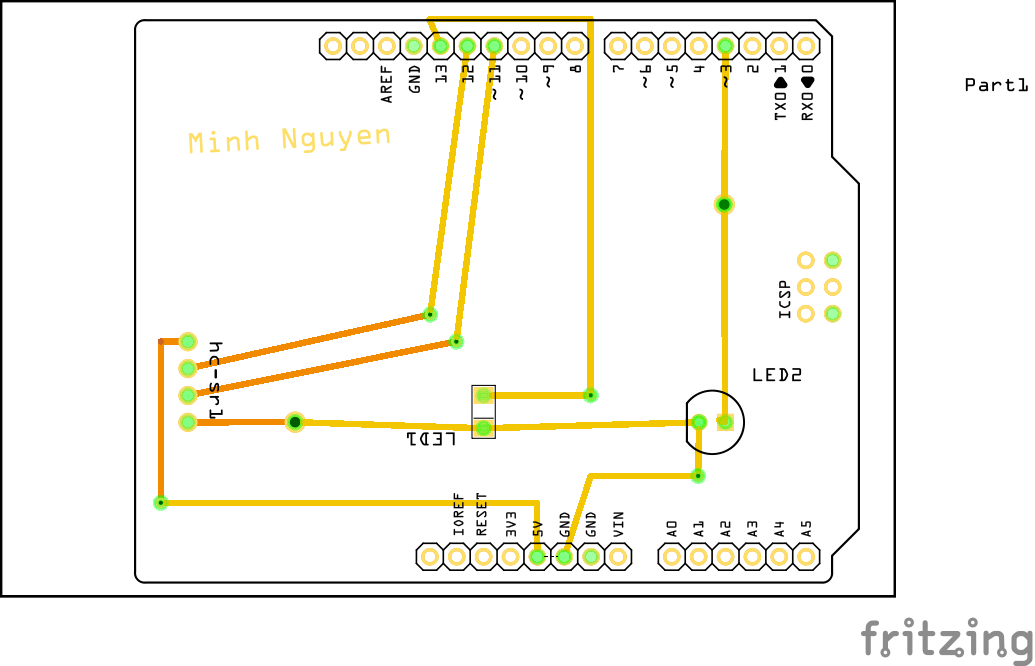 AREF GND 13 12 ~11 ~10 ~9 8 7 ~6 ~5 4 ~3 2 TX0▶1 RX0◀0
Part1
Minh Nguyen
ICSP
hc-sr1
LED2
LED1
IOREF RESET 3V3 5V GND GND VIN A0 A1 A2 A3 A4 A5
fritzing